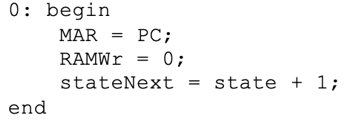 0: begin
    MAR = PC;
    RAMWr = 0;
    stateNext = state + 1;
end